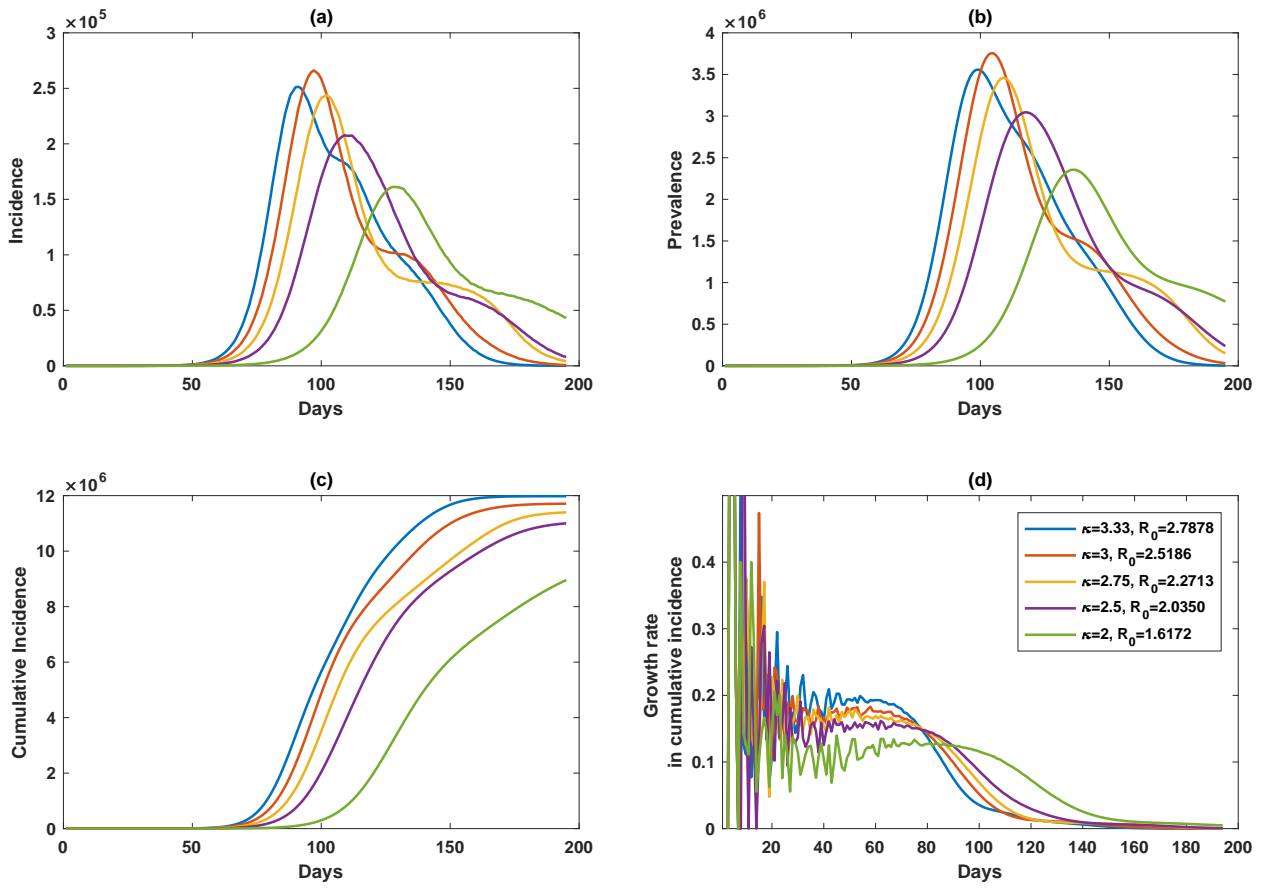 (a)
×10^5
3
2.5
2
1.5
1
0.5
0
0 50 100 150 200
Incidence
Days
(b)
×10^6
4
3.5
3
2.5
2
1.5
1
0.5
0
0 50 100 150 200
Prevalence
Days
(c)
×10^6
12
10
8
6
4
2
0
0 50 100 150 200
Cumulative Incidence
Days
(d)
0.4
0.3
0.2
0.1
0
20 40 60 80 100 120 140 160 180 200
Growth rate
in cumulative incidence
Days
κ=3.33, R_0=2.7878
κ=3, R_0=2.5186
κ=2.75, R_0=2.2713
κ=2.5, R_0=2.0350
κ=2, R_0=1.6172